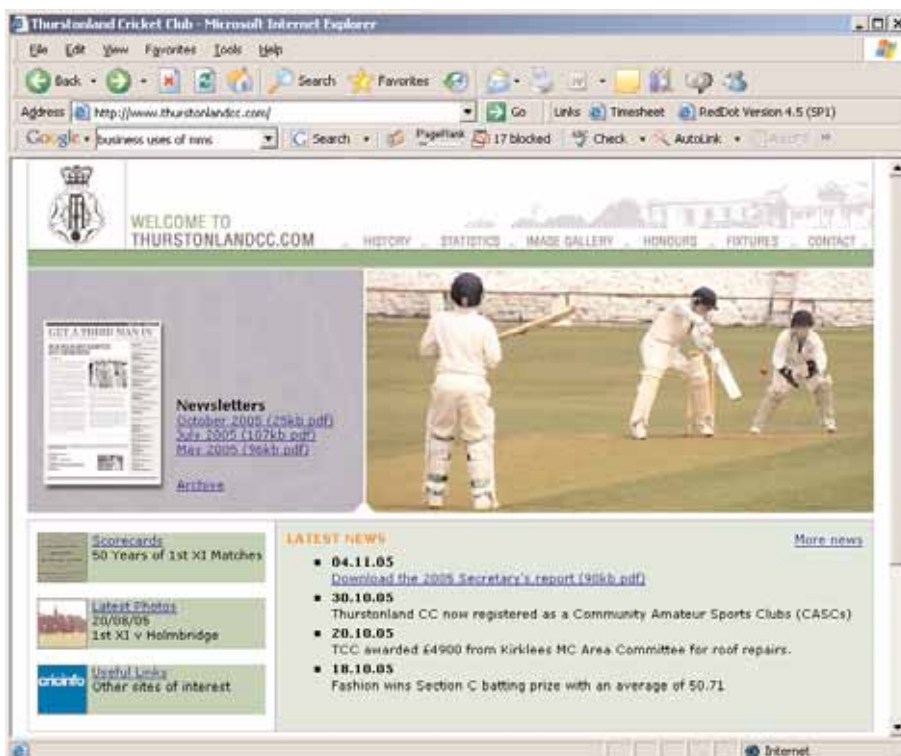 Thurstonland Cricket Club - Microsoft Internet Explorer
File Edit View Favorites Tools Help
Back Search Favorites
Address http://www.thurstonlandcc.com/ Go Links Timesheet RedDot Version 4.5 (SP1)
Google business uses of mms Search PageRank 17 blocked Check AutoLink
WELCOME TO
THURSTONLANDCC.COM
HISTORY STATISTICS IMAGE GALLERY HONOURS FIXTURES CONTACT
GET A THIRD MAN IN
Newsletters
October 2005 (25kb pdf)
July 2005 (107kb pdf)
May 2005 (96kb pdf)
Archive
Scorecards
50 Years of 1st XI Matches
Latest Photos
20/08/05
1st XI v Holmbridge
cricinfo
Useful Links
Other sites of interest
LATEST NEWS More news
04.11.05
Download the 2005 Secretary's report (90kb pdf)
30.10.05
Thurstonland CC now registered as a Community Amateur Sports Clubs (CASCs)
20.10.05
TCC awarded £4900 from Kirklees MC Area Committee for roof repairs.
18.10.05
Fashion wins Section C batting prize with an average of 50.71
Internet